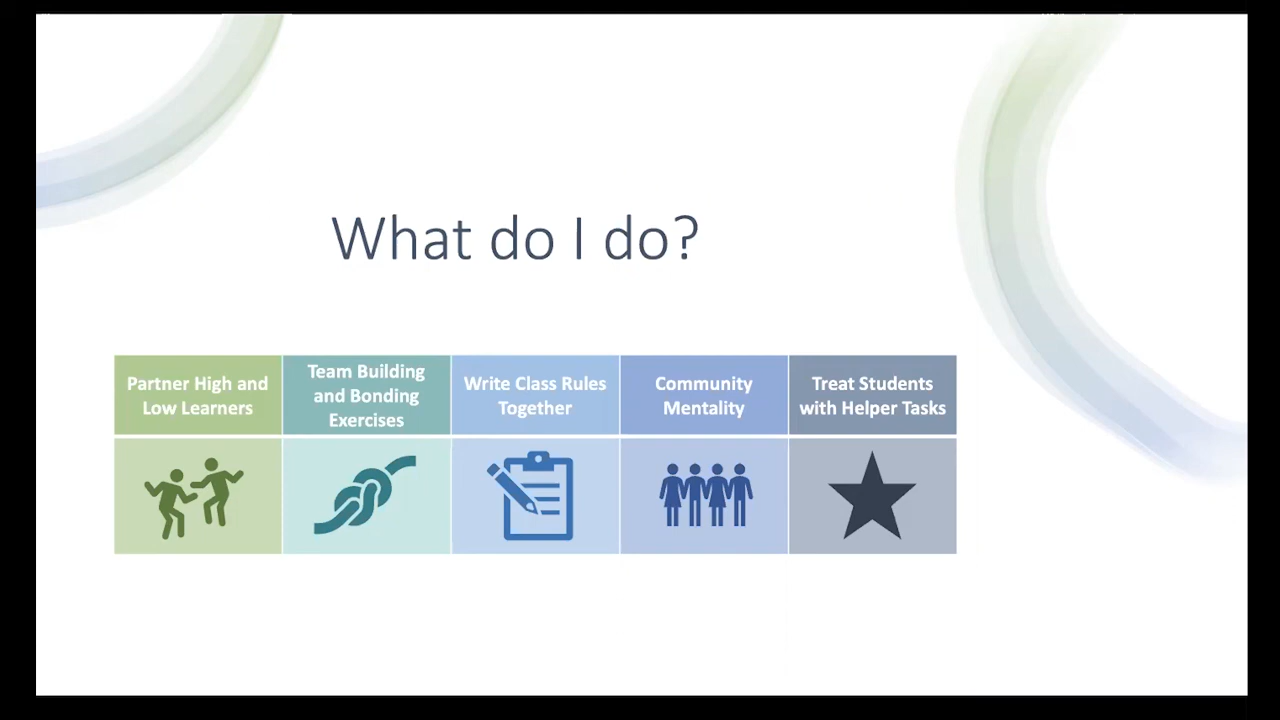 What do I do?
Partner High and
Low Learners
Team Building
and Bonding
Exercises
Write Class Rules
Together
Community
Mentality
Treat Students
with Helper Tasks